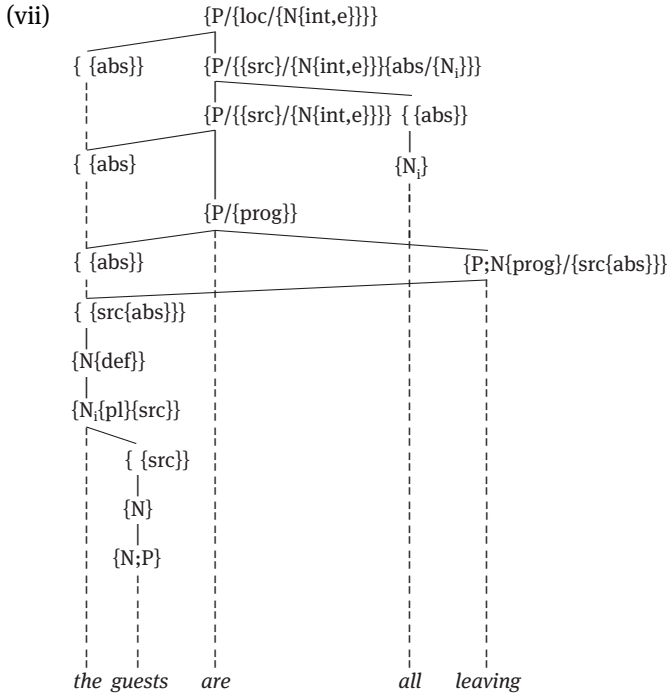 (vii) {P/{loc/{N{int,e}}}}
{ {abs}} {P/{{src}/{N{int,e}}}{abs/{Nᵢ}}}
{P/{{src}/{N{int,e}}}} { {abs}}
{ {abs} {Nᵢ}
{P/{prog}}
{ {abs}} {P;N{prog}/{src{abs}}}
{ {src{abs}}}
{N{def}}
{Nᵢ{pl}{src}}
{ {src}}
{N}
{N;P}
the guests are all leaving